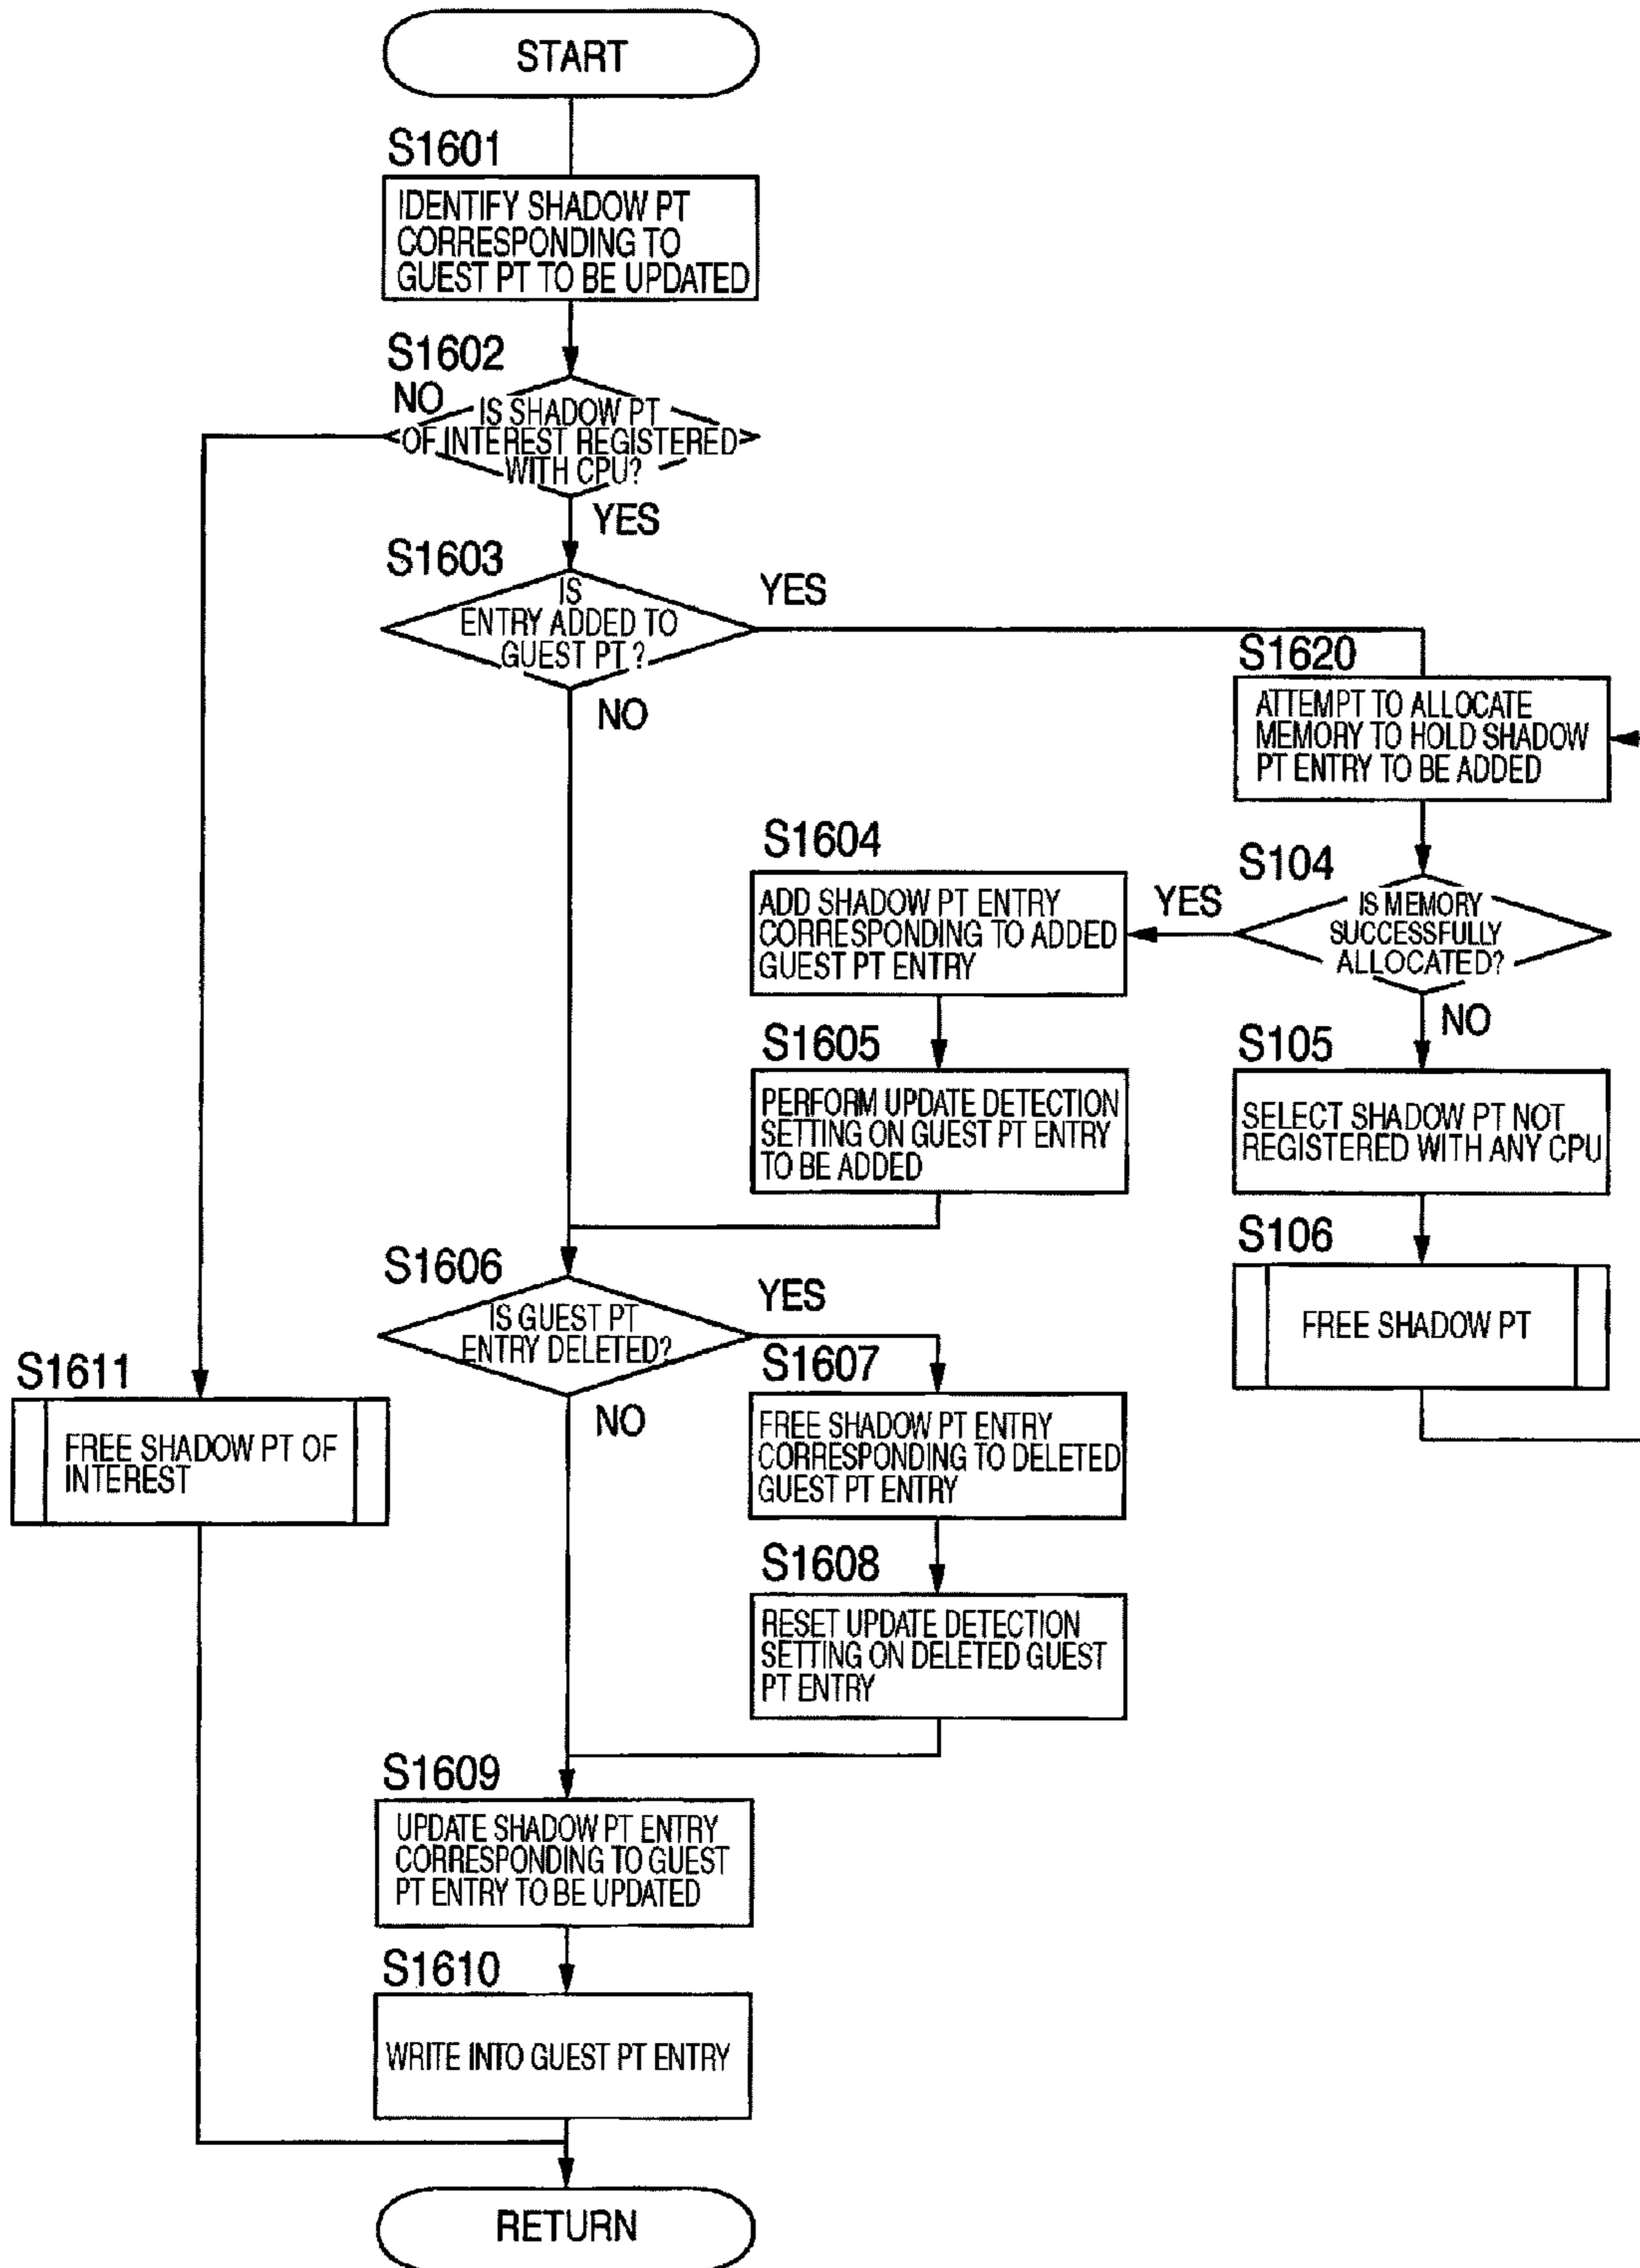 START
S1601
IDENTIFY SHADOW PT
CORRESPONDING TO
GUEST PT TO BE UPDATED
S1602
NO
IS SHADOW PT
OF INTEREST REGISTERED
WITH CPU?
YES
S1603
IS
ENTRY ADDED TO
GUEST PT ?
YES
NO
S1620
ATTEMPT TO ALLOCATE
MEMORY TO HOLD SHADOW
PT ENTRY TO BE ADDED
S104
IS MEMORY
SUCCESSFULLY
ALLOCATED?
YES
NO
S1604
ADD SHADOW PT ENTRY
CORRESPONDING TO ADDED
GUEST PT ENTRY
S1605
PERFORM UPDATE DETECTION
SETTING ON GUEST PT ENTRY
TO BE ADDED
S105
SELECT SHADOW PT NOT
REGISTERED WITH ANY CPU
S106
FREE SHADOW PT
S1606
IS GUEST PT
ENTRY DELETED?
YES
NO
S1607
FREE SHADOW PT ENTRY
CORRESPONDING TO DELETED
GUEST PT ENTRY
S1608
RESET UPDATE DETECTION
SETTING ON DELETED GUEST
PT ENTRY
S1611
FREE SHADOW PT OF
INTEREST
S1609
UPDATE SHADOW PT ENTRY
CORRESPONDING TO GUEST
PT ENTRY TO BE UPDATED
S1610
WRITE INTO GUEST PT ENTRY
RETURN